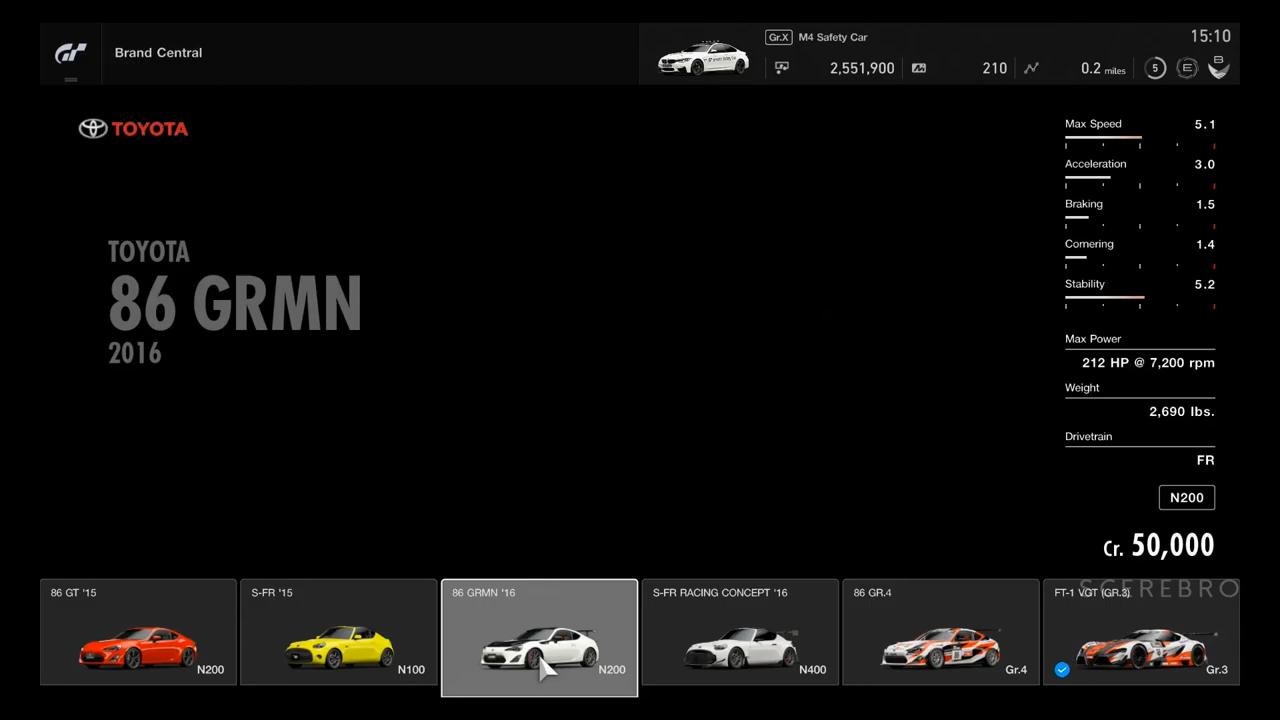 GT
Brand Central
Gr.X M4 Safety Car
15:10
2,551,900
210
0.2 miles
5
E
B
TOYOTA
TOYOTA
86 GRMN
2016
Max Speed 5.1
Acceleration 3.0
Braking 1.5
Cornering 1.4
Stability 5.2
Max Power
212 HP @ 7,200 rpm
Weight
2,690 lbs.
Drivetrain
FR
N200
Cr. 50,000
86 GT '15
N200
S-FR '15
N100
86 GRMN '16
N200
S-FR RACING CONCEPT '16
N400
86 GR.4
Gr.4
FT-1 VGT (GR.3)
Gr.3
SCEREBRO